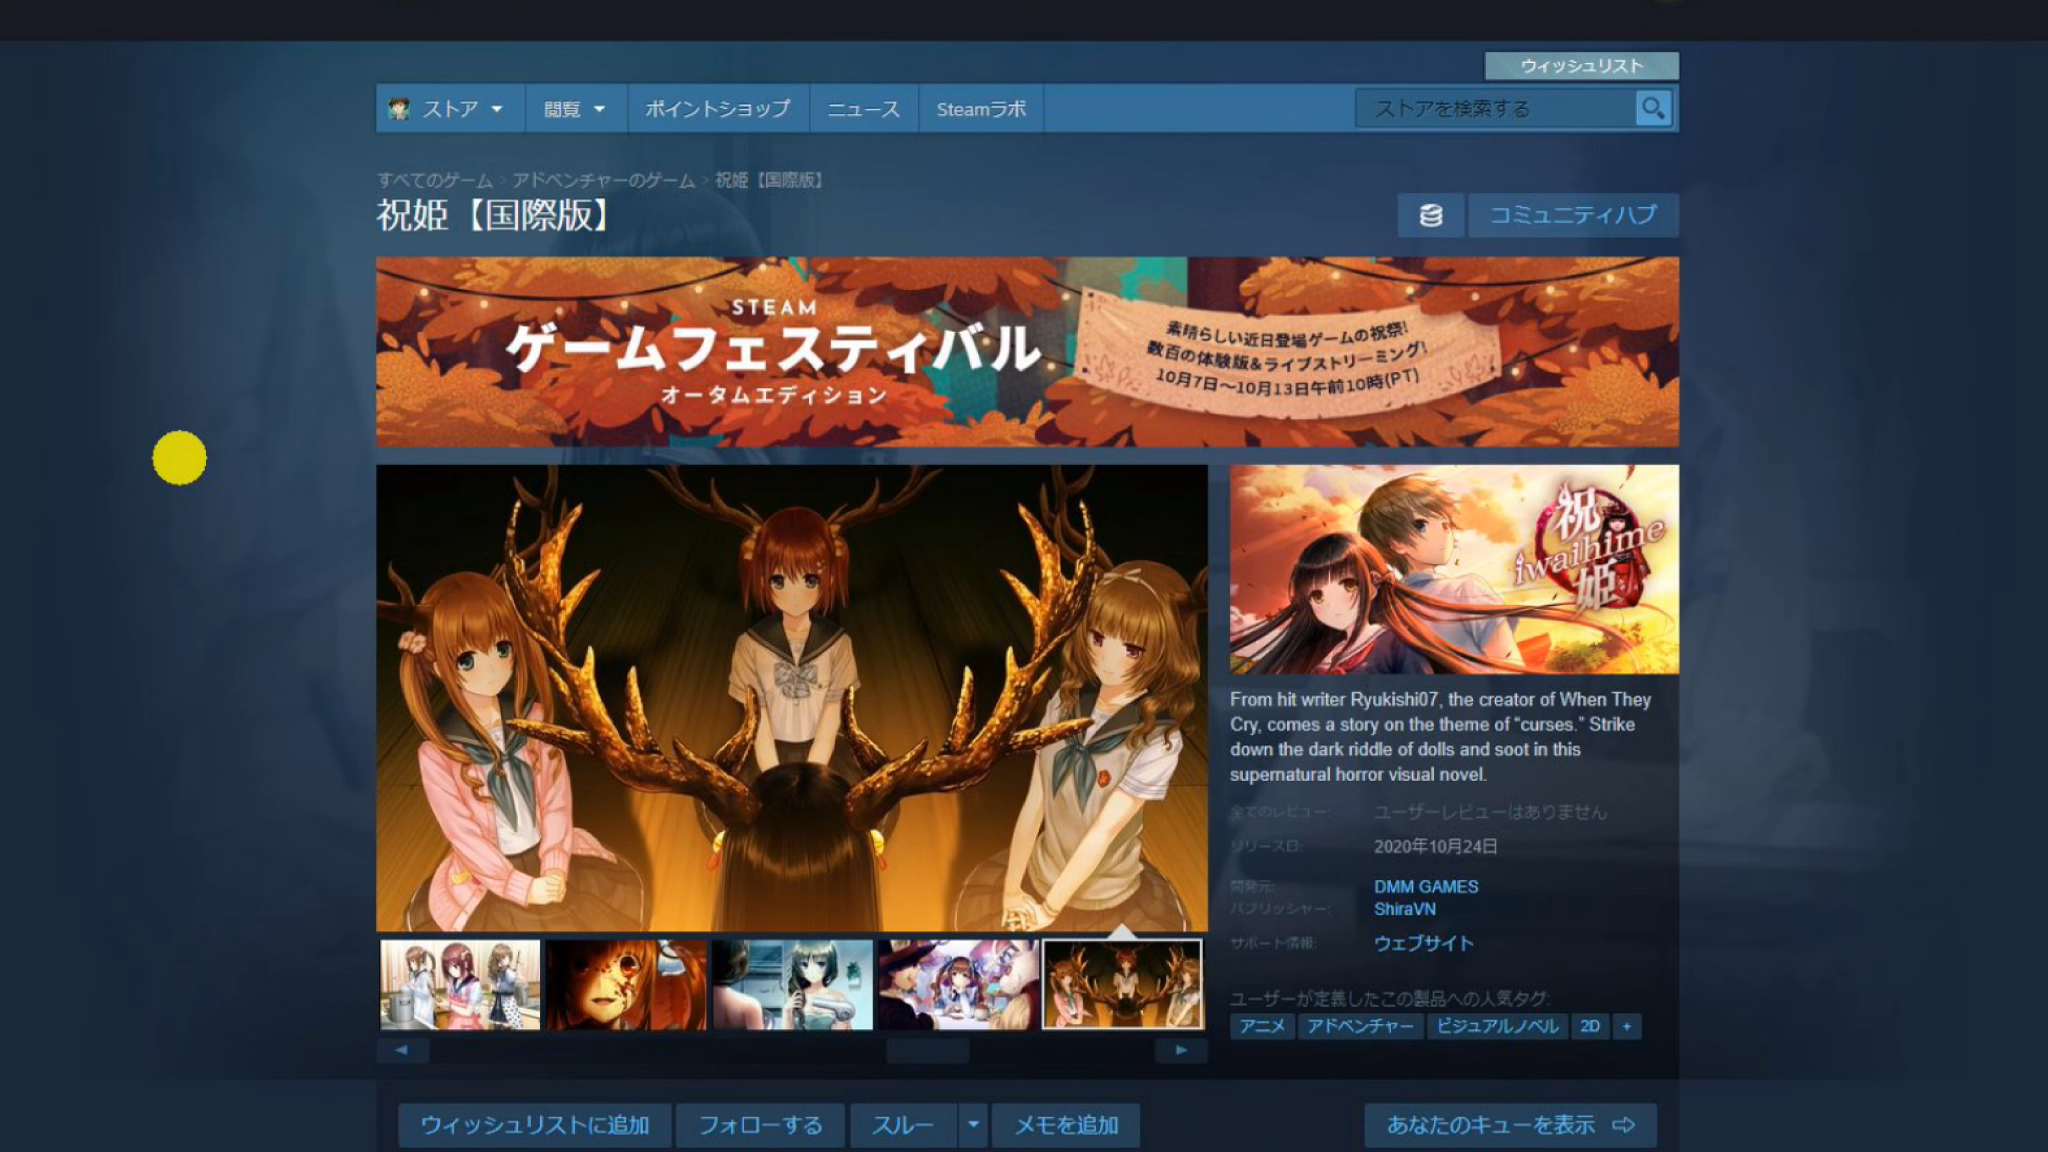 ウィッシュリスト
ストア
閲覧
ポイントショップ
ニュース
Steamラボ
ストアを検索する
すべてのゲーム > アドベンチャーのゲーム > 祝姫【国際版】
祝姫【国際版】
コミュニティハブ
STEAM
ゲームフェスティバル
オータムエディション
素晴らしい近日登場ゲームの祝祭!
数百の体験版&ライブストリーミング!
10月7日〜10月13日午前10時(PT)
祝
iwaihime
姫
From hit writer Ryukishi07, the creator of When They
Cry, comes a story on the theme of “curses.” Strike
down the dark riddle of dolls and soot in this
supernatural horror visual novel.
全てのレビュー: ユーザーレビューはありません
リリース日: 2020年10月24日
開発元: DMM GAMES
パブリッシャー: ShiraVN
サポート情報: ウェブサイト
ユーザーが定義したこの製品への人気タグ:
アニメ アドベンチャー ビジュアルノベル 2D +
ウィッシュリストに追加
フォローする
スルー
メモを追加
あなたのキューを表示